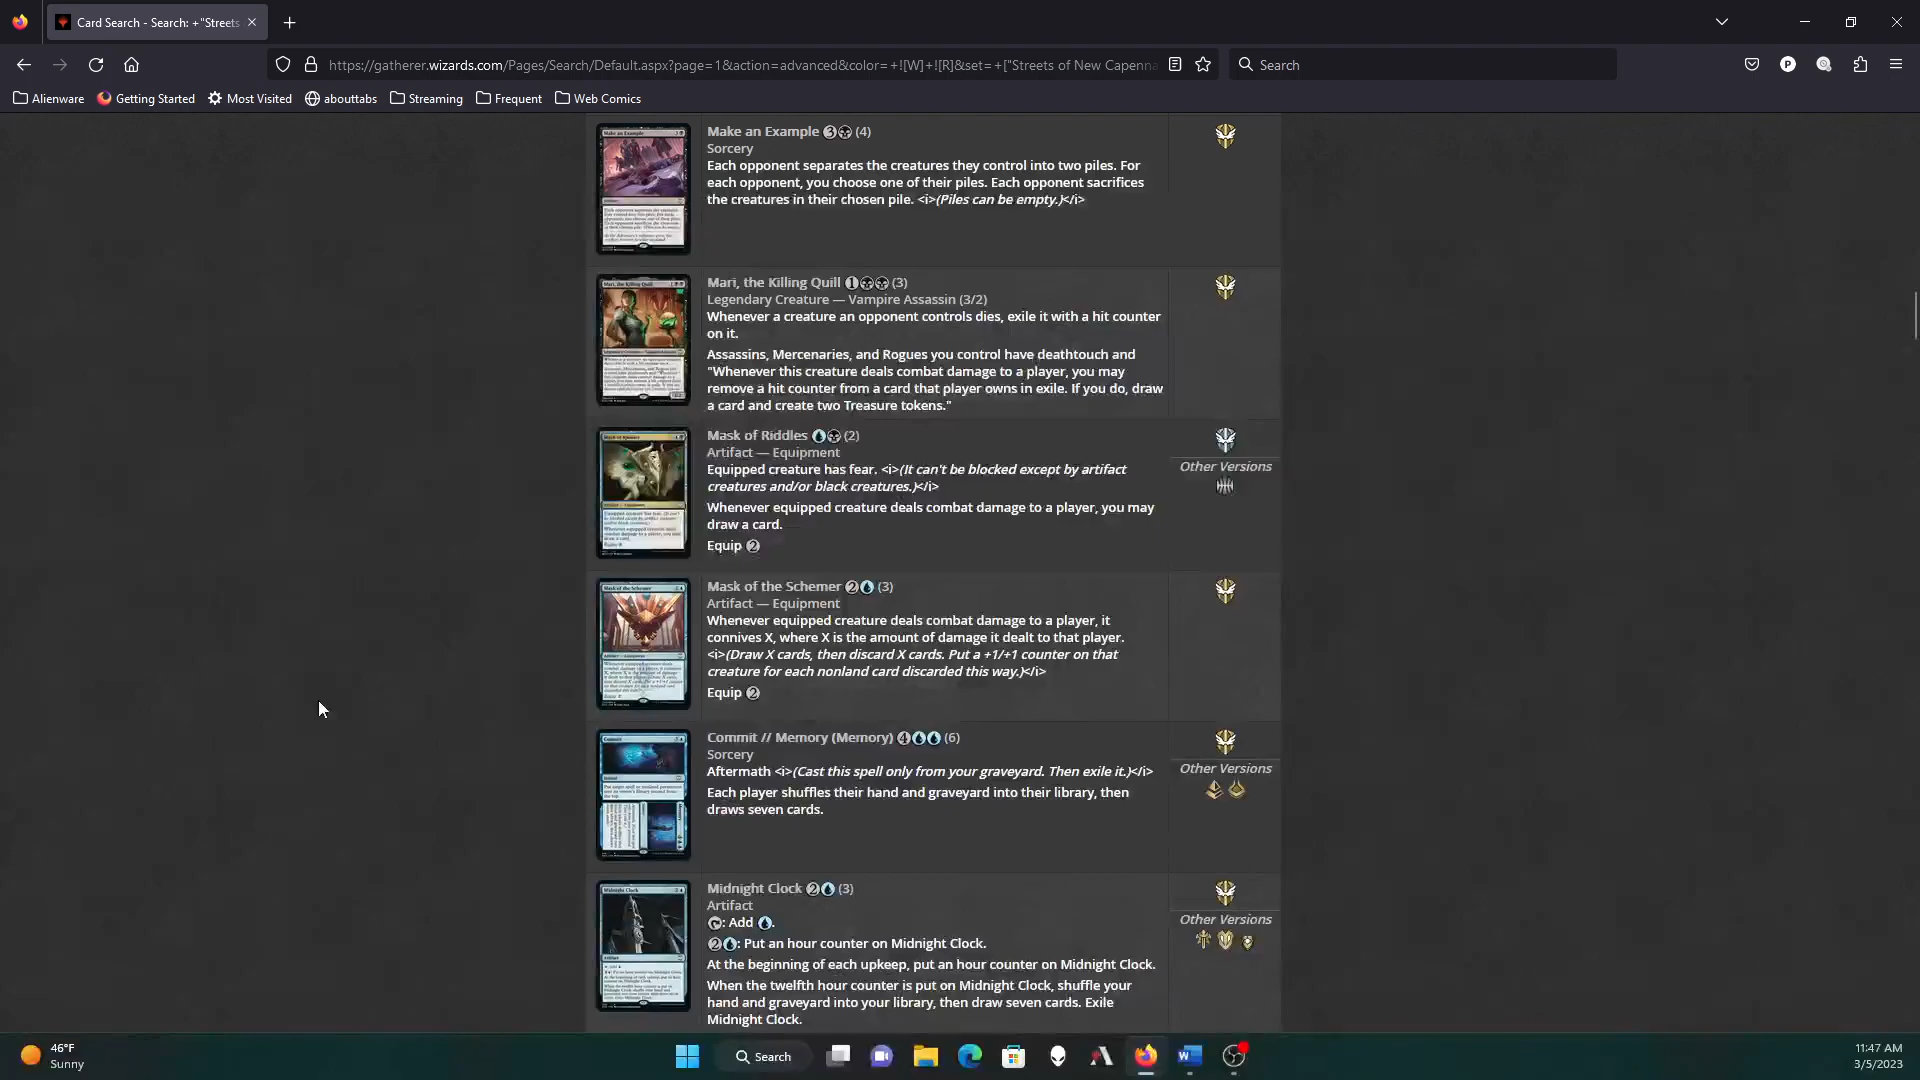 Card Search - Search: +"Streets
https://gatherer.wizards.com/Pages/Search/Default.aspx?page=1&action=advanced&color=+![W]+![R]&set=+["Streets of New Capenna
Search
Alienware
Getting Started
Most Visited
abouttabs
Streaming
Frequent
Web Comics
Make an Example 3 (4)
Sorcery
Each opponent separates the creatures they control into two piles. For
each opponent, you choose one of their piles. Each opponent sacrifices
the creatures in their chosen pile. <i>(Piles can be empty.)</i>
Mari, the Killing Quill 1 (3)
Legendary Creature — Vampire Assassin (3/2)
Whenever a creature an opponent controls dies, exile it with a hit counter
on it.
Assassins, Mercenaries, and Rogues you control have deathtouch and
"Whenever this creature deals combat damage to a player, you may
remove a hit counter from a card that player owns in exile. If you do, draw
a card and create two Treasure tokens."
Mask of Riddles (2)
Artifact — Equipment
Equipped creature has fear. <i>(It can't be blocked except by artifact
creatures and/or black creatures.)</i>
Whenever equipped creature deals combat damage to a player, you may
draw a card.
Equip 2
Other Versions
Mask of the Schemer 2 (3)
Artifact — Equipment
Whenever equipped creature deals combat damage to a player, it
connives X, where X is the amount of damage it dealt to that player.
<i>(Draw X cards, then discard X cards. Put a +1/+1 counter on that
creature for each nonland card discarded this way.)</i>
Equip 2
Commit // Memory (Memory) 4 (6)
Sorcery
Aftermath <i>(Cast this spell only from your graveyard. Then exile it.)</i>
Each player shuffles their hand and graveyard into their library, then
draws seven cards.
Other Versions
Midnight Clock 2 (3)
Artifact
: Add .
2: Put an hour counter on Midnight Clock.
At the beginning of each upkeep, put an hour counter on Midnight Clock.
When the twelfth hour counter is put on Midnight Clock, shuffle your
hand and graveyard into your library, then draw seven cards. Exile
Midnight Clock.
Other Versions
46°F
Sunny
Search
11:47 AM
3/5/2023